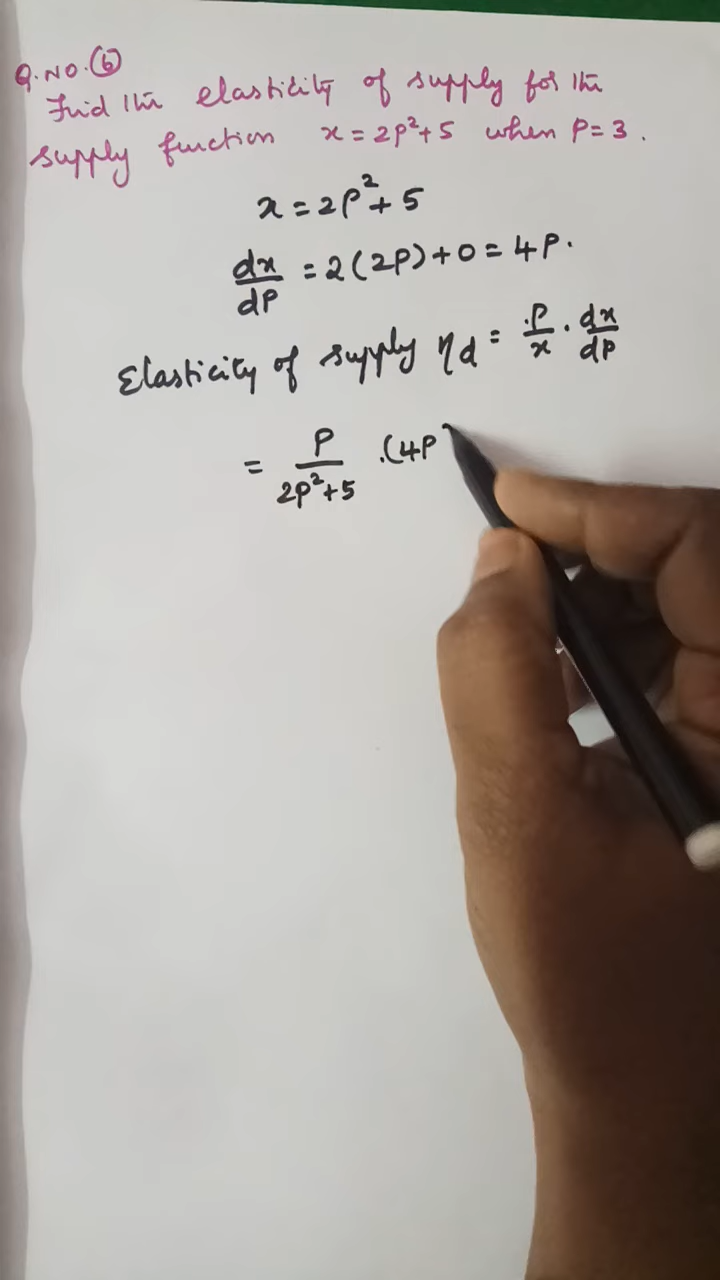 Q.NO.(6)
Find the elasticity of supply for the
supply function x = 2p²+5 when p=3.
x = 2p²+5
dx/dp = 2(2p)+0 = 4p.
Elasticity of supply ηd = p/x · dx/dp
= p/(2p²+5) .(4p)